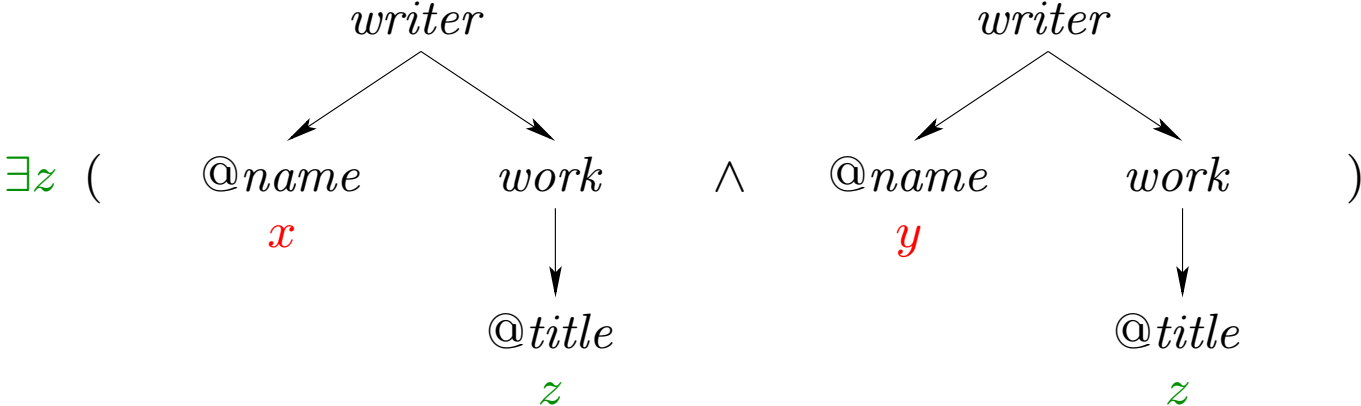 writer writer
∃z ( @name work ∧ @name work )
x y
@title @title
z z